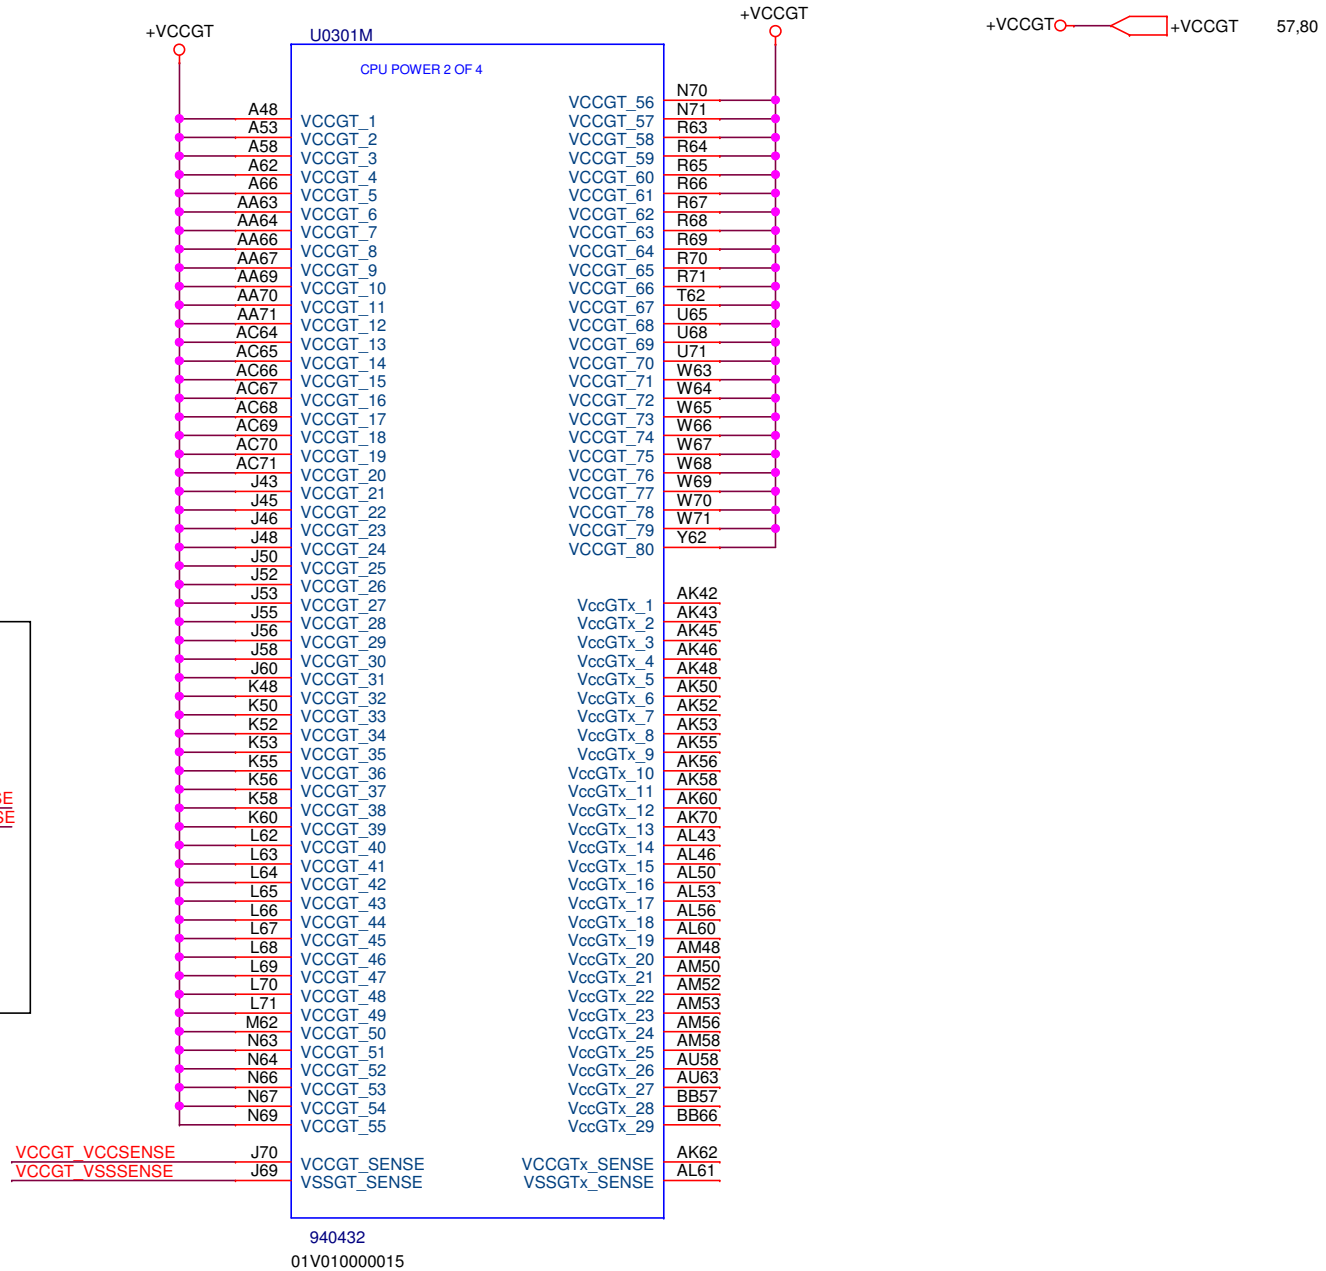 +VCCGT
U0301M
+VCCGT
+VCCGT
+VCCGT
57,80
CPU POWER 2 OF 4
A48 VCCGT_1
A53 VCCGT_2
A58 VCCGT_3
A62 VCCGT_4
A66 VCCGT_5
AA63 VCCGT_6
AA64 VCCGT_7
AA66 VCCGT_8
AA67 VCCGT_9
AA69 VCCGT_10
AA70 VCCGT_11
AA71 VCCGT_12
AC64 VCCGT_13
AC65 VCCGT_14
AC66 VCCGT_15
AC67 VCCGT_16
AC68 VCCGT_17
AC69 VCCGT_18
AC70 VCCGT_19
AC71 VCCGT_20
J43 VCCGT_21
J45 VCCGT_22
J46 VCCGT_23
J48 VCCGT_24
J50 VCCGT_25
J52 VCCGT_26
J53 VCCGT_27
J55 VCCGT_28
J56 VCCGT_29
J58 VCCGT_30
J60 VCCGT_31
K48 VCCGT_32
K50 VCCGT_33
K52 VCCGT_34
K53 VCCGT_35
K55 VCCGT_36
K56 VCCGT_37
K58 VCCGT_38
K60 VCCGT_39
L62 VCCGT_40
L63 VCCGT_41
L64 VCCGT_42
L65 VCCGT_43
L66 VCCGT_44
L67 VCCGT_45
L68 VCCGT_46
L69 VCCGT_47
L70 VCCGT_48
L71 VCCGT_49
M62 VCCGT_50
N63 VCCGT_51
N64 VCCGT_52
N66 VCCGT_53
N67 VCCGT_54
N69 VCCGT_55
VCCGT_VCCSENSE J70 VCCGT_SENSE
VCCGT_VSSSENSE J69 VSSGT_SENSE
VCCGT_56 N70
VCCGT_57 N71
VCCGT_58 R63
VCCGT_59 R64
VCCGT_60 R65
VCCGT_61 R66
VCCGT_62 R67
VCCGT_63 R68
VCCGT_64 R69
VCCGT_65 R70
VCCGT_66 R71
VCCGT_67 T62
VCCGT_68 U65
VCCGT_69 U68
VCCGT_70 U71
VCCGT_71 W63
VCCGT_72 W64
VCCGT_73 W65
VCCGT_74 W66
VCCGT_75 W67
VCCGT_76 W68
VCCGT_77 W69
VCCGT_78 W70
VCCGT_79 W71
VCCGT_80 Y62
VccGTx_1 AK42
VccGTx_2 AK43
VccGTx_3 AK45
VccGTx_4 AK46
VccGTx_5 AK48
VccGTx_6 AK50
VccGTx_7 AK52
VccGTx_8 AK53
VccGTx_9 AK55
VccGTx_10 AK56
VccGTx_11 AK58
VccGTx_12 AK60
VccGTx_13 AK70
VccGTx_14 AL43
VccGTx_15 AL46
VccGTx_16 AL50
VccGTx_17 AL53
VccGTx_18 AL56
VccGTx_19 AL60
VccGTx_20 AM48
VccGTx_21 AM50
VccGTx_22 AM52
VccGTx_23 AM53
VccGTx_24 AM56
VccGTx_25 AM58
VccGTx_26 AU58
VccGTx_27 AU63
VccGTx_28 BB57
VccGTx_29 BB66
VCCGTx_SENSE AK62
VSSGTx_SENSE AL61
940432
01V010000015